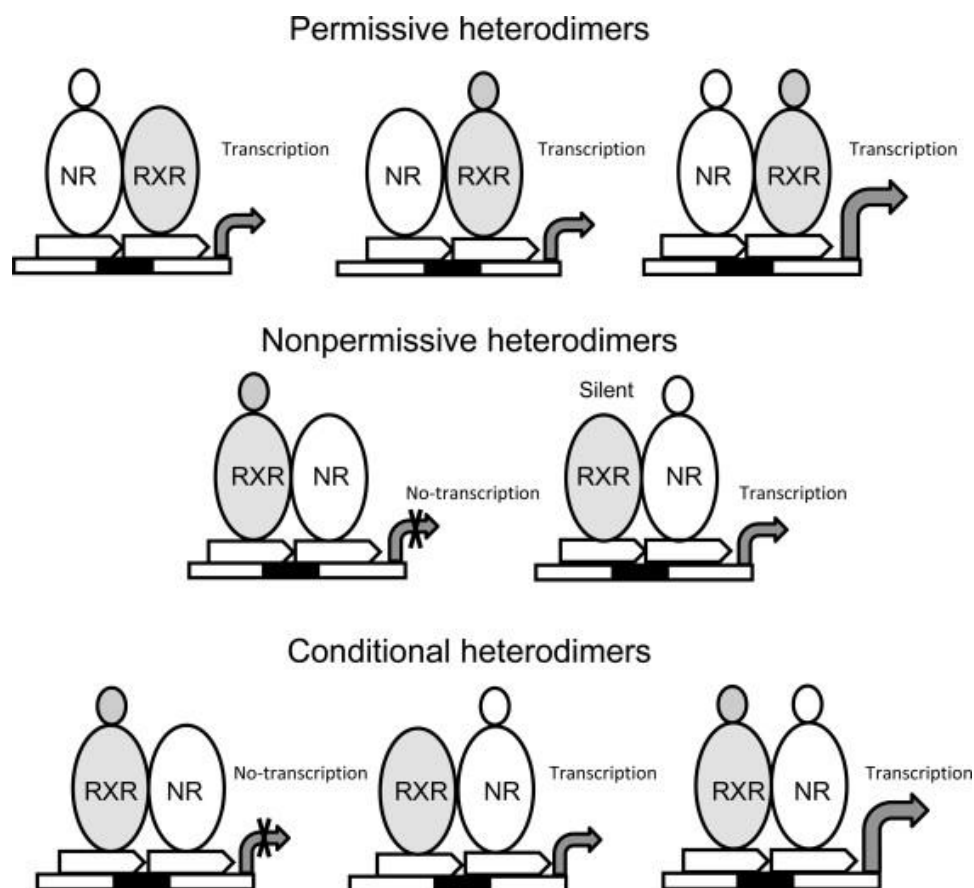 Permissive heterodimers
NR RXR Transcription NR RXR Transcription NR RXR Transcription
Nonpermissive heterodimers
Silent
RXR NR No-transcription RXR NR Transcription
Conditional heterodimers
RXR NR No-transcription RXR NR Transcription RXR NR Transcription